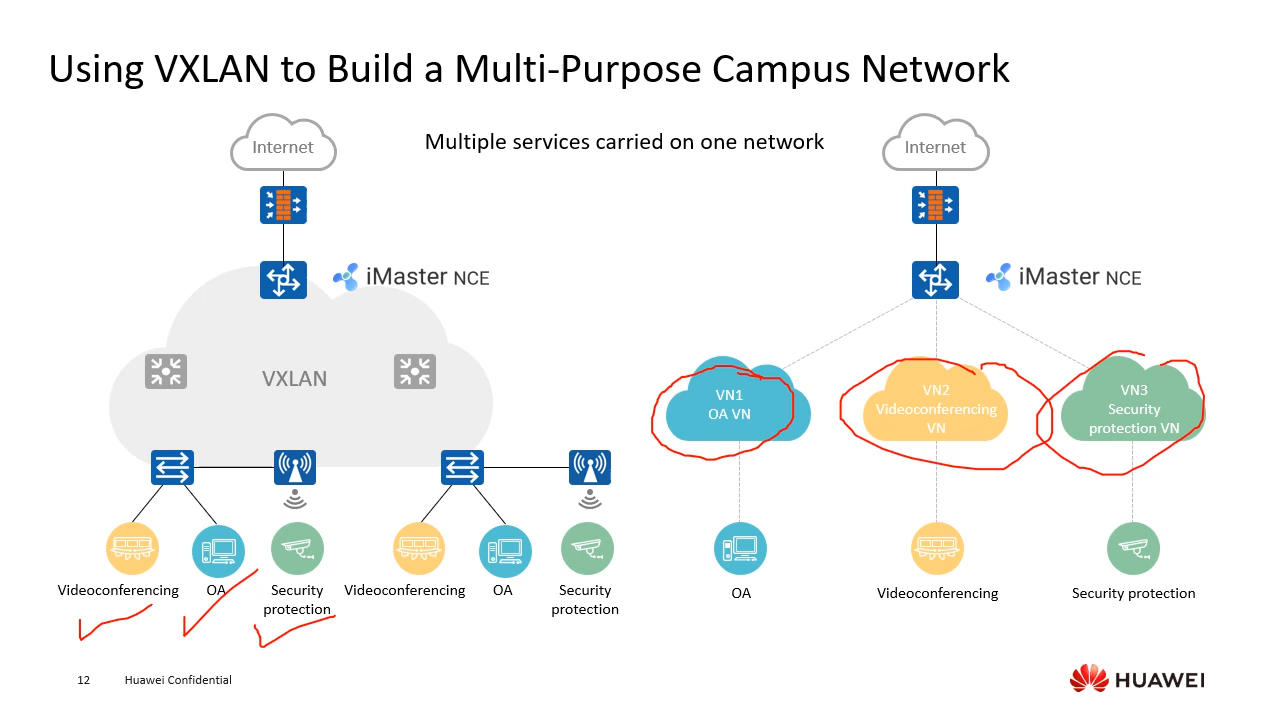 Using VXLAN to Build a Multi-Purpose Campus Network
Multiple services carried on one network
Internet
iMaster NCE
VXLAN
Videoconferencing
OA
Security
protection
Videoconferencing
OA
Security
protection
Internet
iMaster NCE
VN1
OA VN
VN2
Videoconferencing
VN
VN3
Security
protection VN
OA
Videoconferencing
Security protection
12 Huawei Confidential
HUAWEI